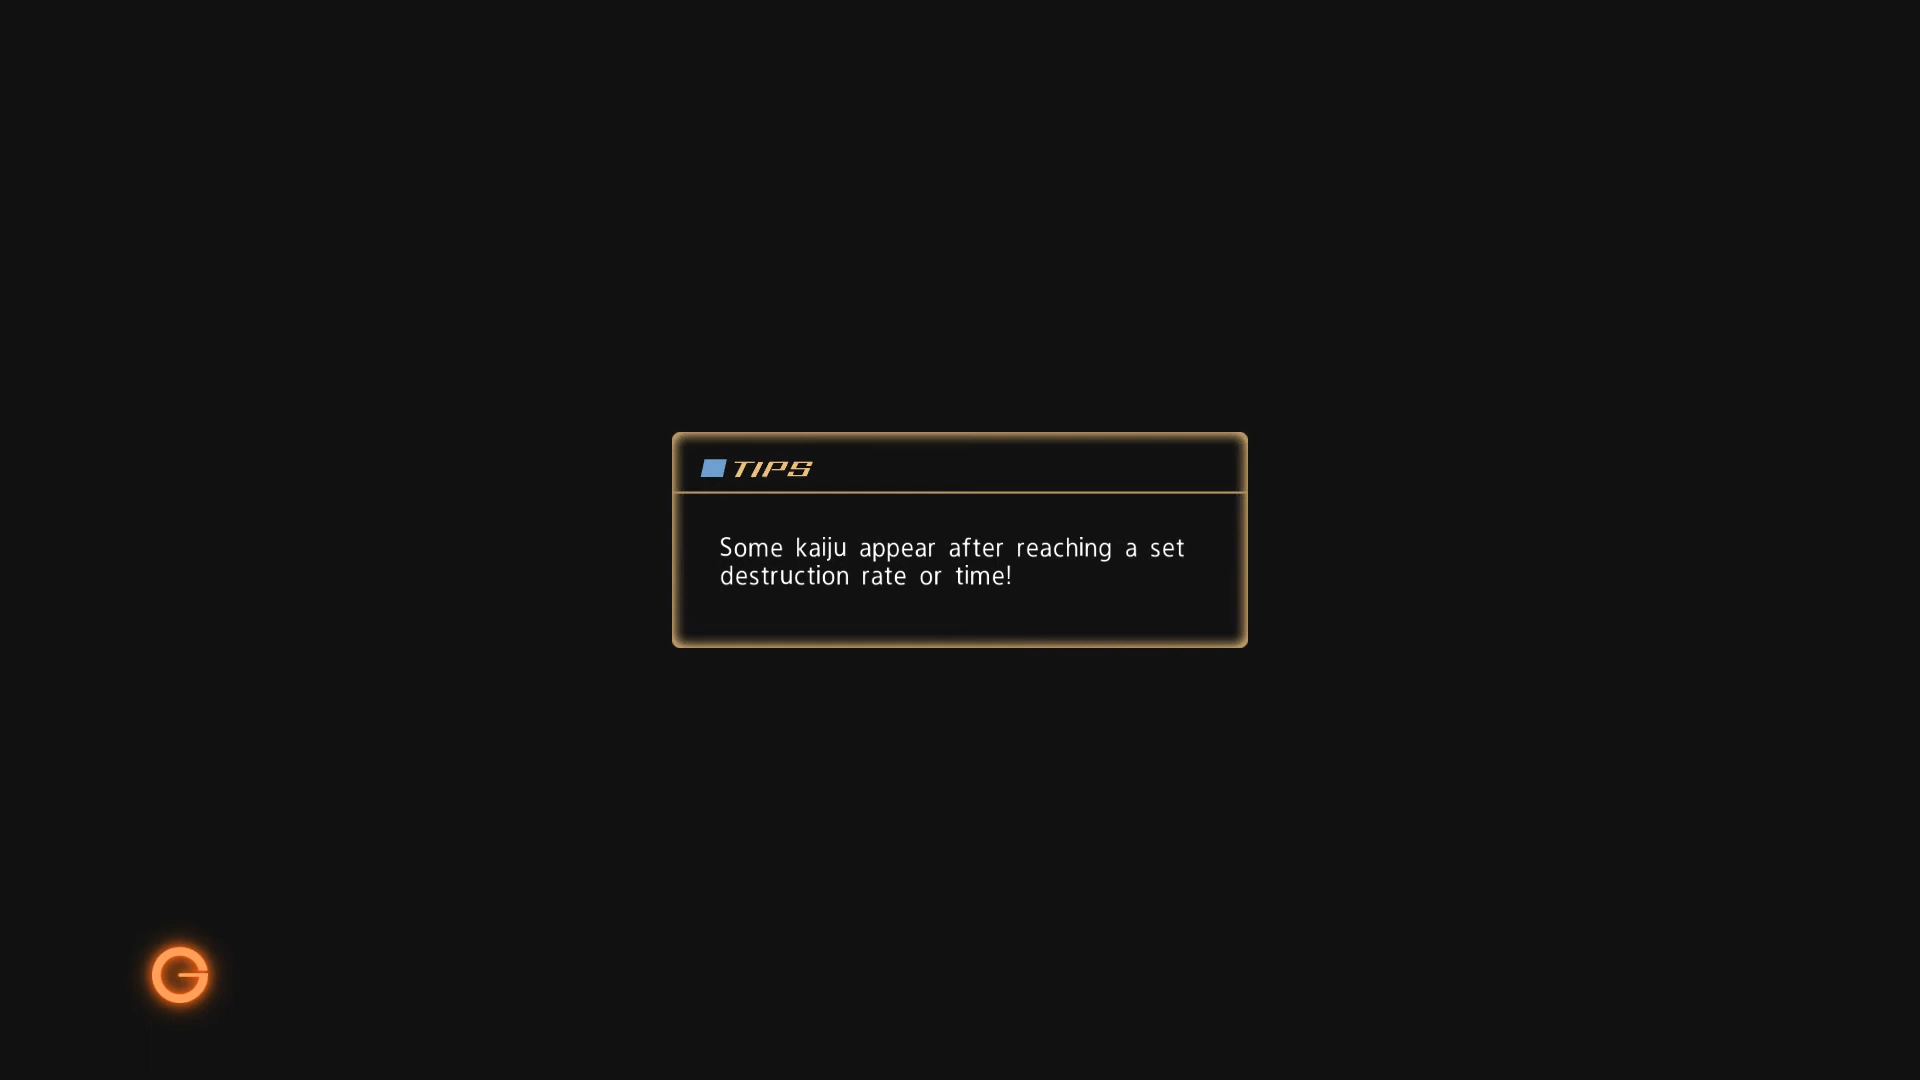 TIPS
Some kaiju appear after reaching a set
destruction rate or time!